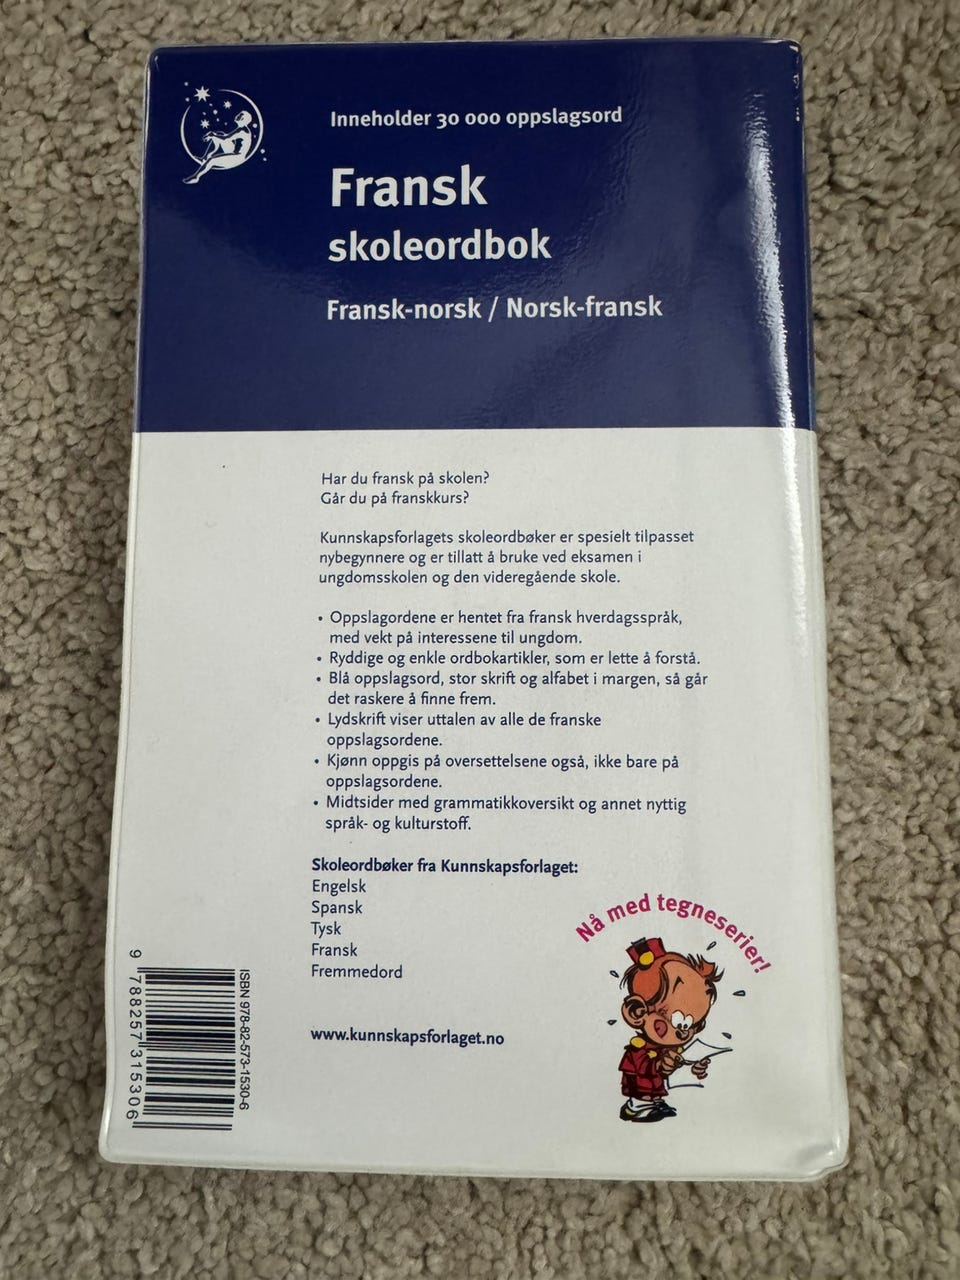 Inneholder 30 000 oppslagsord
Fransk
skoleordbok
Fransk-norsk / Norsk-fransk
Har du fransk på skolen?
Går du på franskkurs?
Kunnskapsforlagets skoleordbøker er spesielt tilpasset
nybegynnere og er tillatt å bruke ved eksamen i
ungdomsskolen og den videregående skole.
• Oppslagordene er hentet fra fransk hverdagsspråk,
med vekt på interessene til ungdom.
• Ryddige og enkle ordbokartikler, som er lette å forstå.
• Blå oppslagsord, stor skrift og alfabet i margen, så går
det raskere å finne frem.
• Lydskrift viser uttalen av alle de franske
oppslagsordene.
• Kjønn oppgis på oversettelsene også, ikke bare på
oppslagsordene.
• Midtsider med grammatikkoversikt og annet nyttig
språk- og kulturstoff.
Skoleordbøker fra Kunnskapsforlaget:
Engelsk
Spansk
Tysk
Fransk
Fremmedord
Nå med tegneserier!
www.kunnskapsforlaget.no
ISBN 978-82-573-1530-6
9 788257 315306